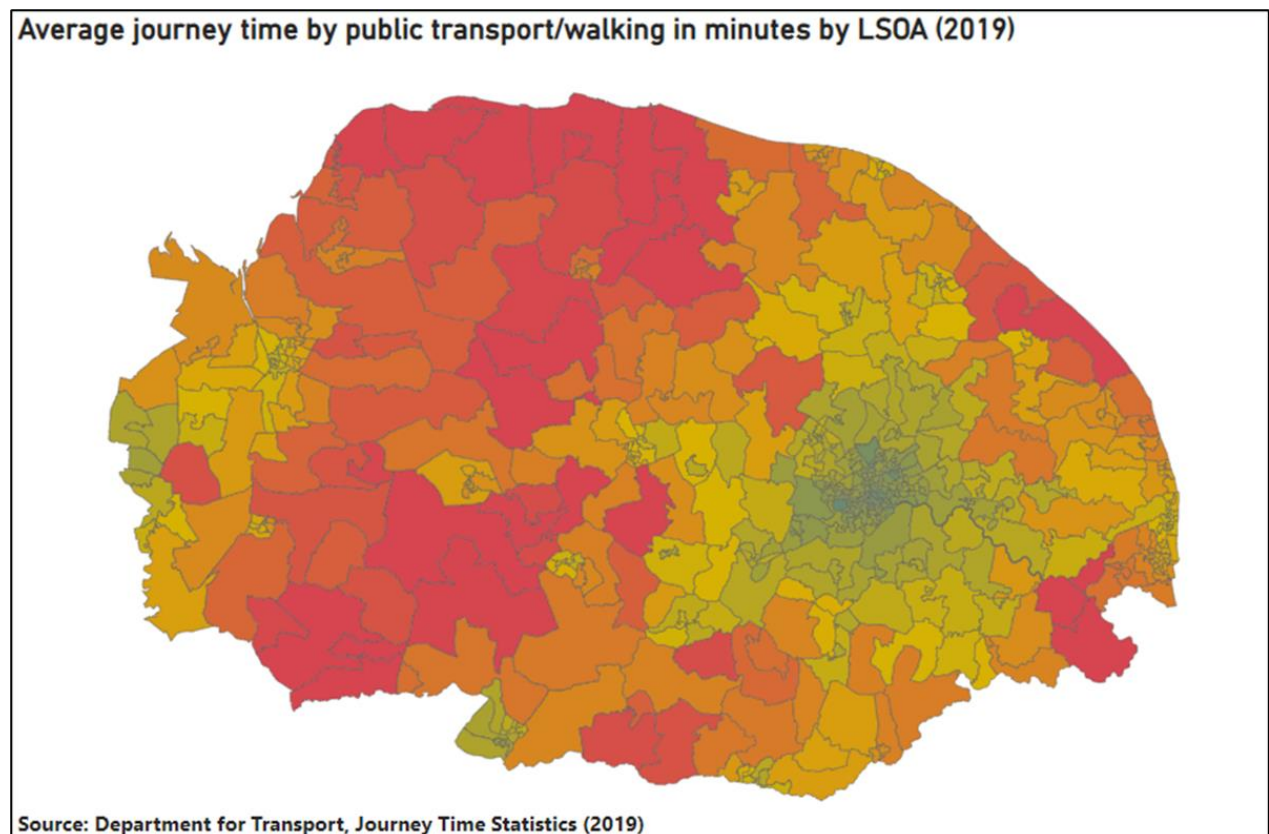 Average journey time by public transport/walking in minutes by LSOA (2019)
Source: Department for Transport, Journey Time Statistics (2019)